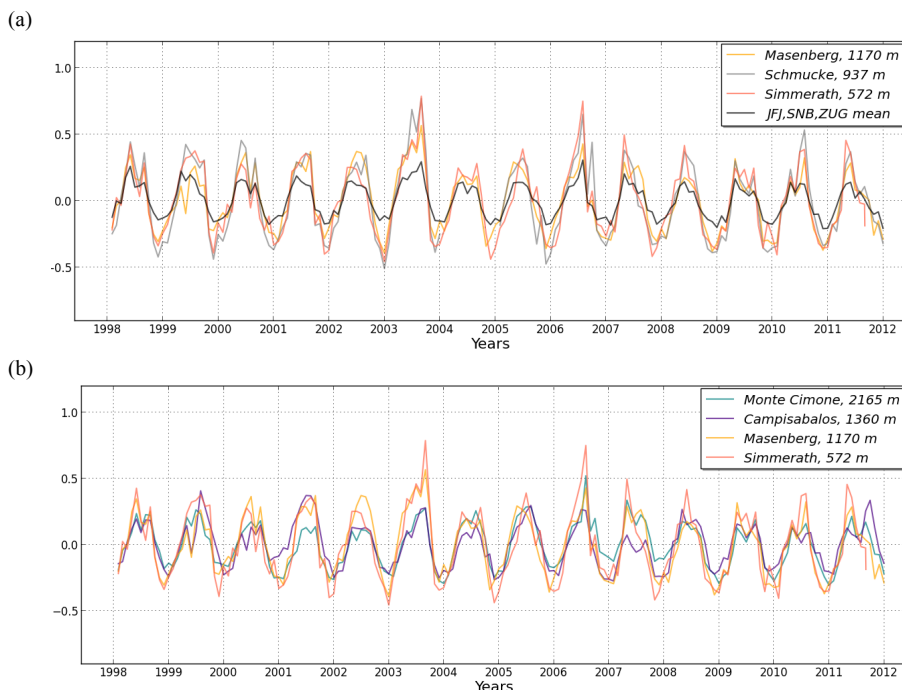 (a)
Masenberg, 1170 m
Schmucke, 937 m
Simmerath, 572 m
JFJ,SNB,ZUG mean
1.0
0.5
0.0
-0.5
1998 1999 2000 2001 2002 2003 2004 2005 2006 2007 2008 2009 2010 2011 2012
Years
(b)
Monte Cimone, 2165 m
Campisabalos, 1360 m
Masenberg, 1170 m
Simmerath, 572 m
1.0
0.5
0.0
−0.5
1998 1999 2000 2001 2002 2003 2004 2005 2006 2007 2008 2009 2010 2011 2012
Years